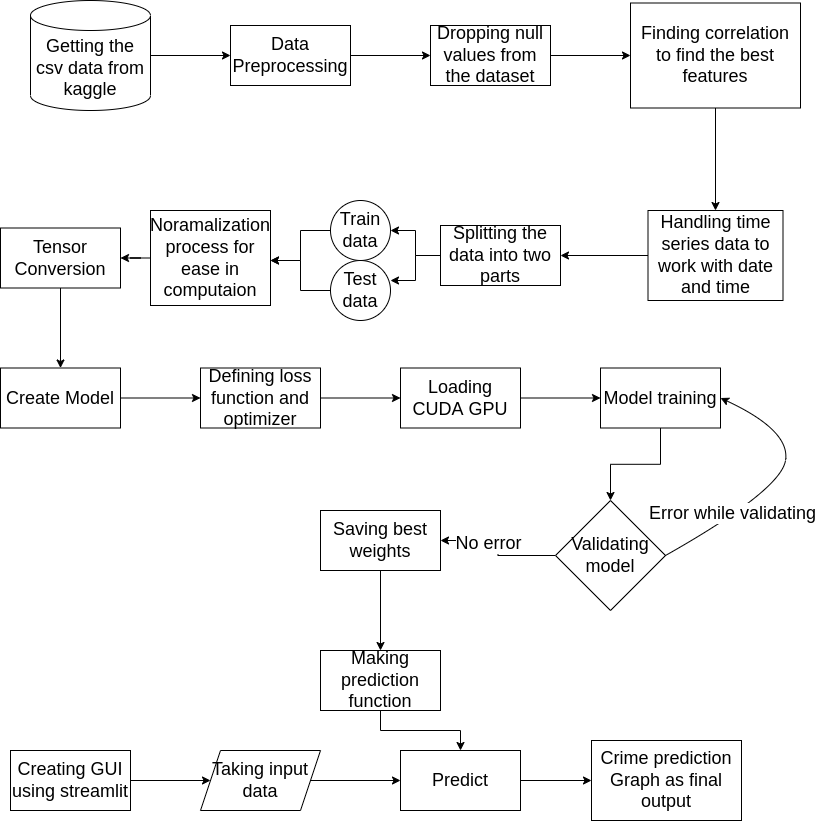 Getting the
csv data from
kaggle
Data
Preprocessing
Dropping null
values from
the dataset
Finding correlation
to find the best
features
Handling time
series data to
work with date
and time
Splitting the
data into two
parts
Train
data
Test
data
Noramalization
process for
ease in
computaion
Tensor
Conversion
Create Model
Defining loss
function and
optimizer
Loading
CUDA GPU
Model training
Error while validating
Validating
model
No error
Saving best
weights
Making
prediction
function
Creating GUI
using streamlit
Taking input
data
Predict
Crime prediction
Graph as final
output